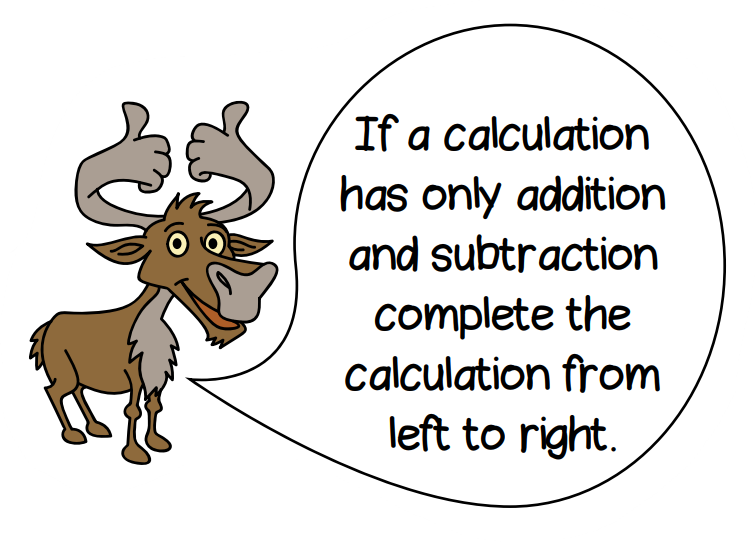 If a calculation
has only addition
and subtraction
complete the
calculation from
left to right.